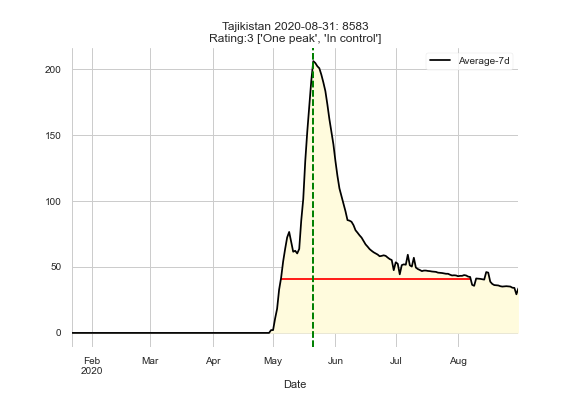 Tajikistan 2020-08-31: 8583
Rating:3 ['One peak', 'In control']
Average-7d
200
150
100
50
0
Feb Mar Apr May Jun Jul Aug
2020
Date